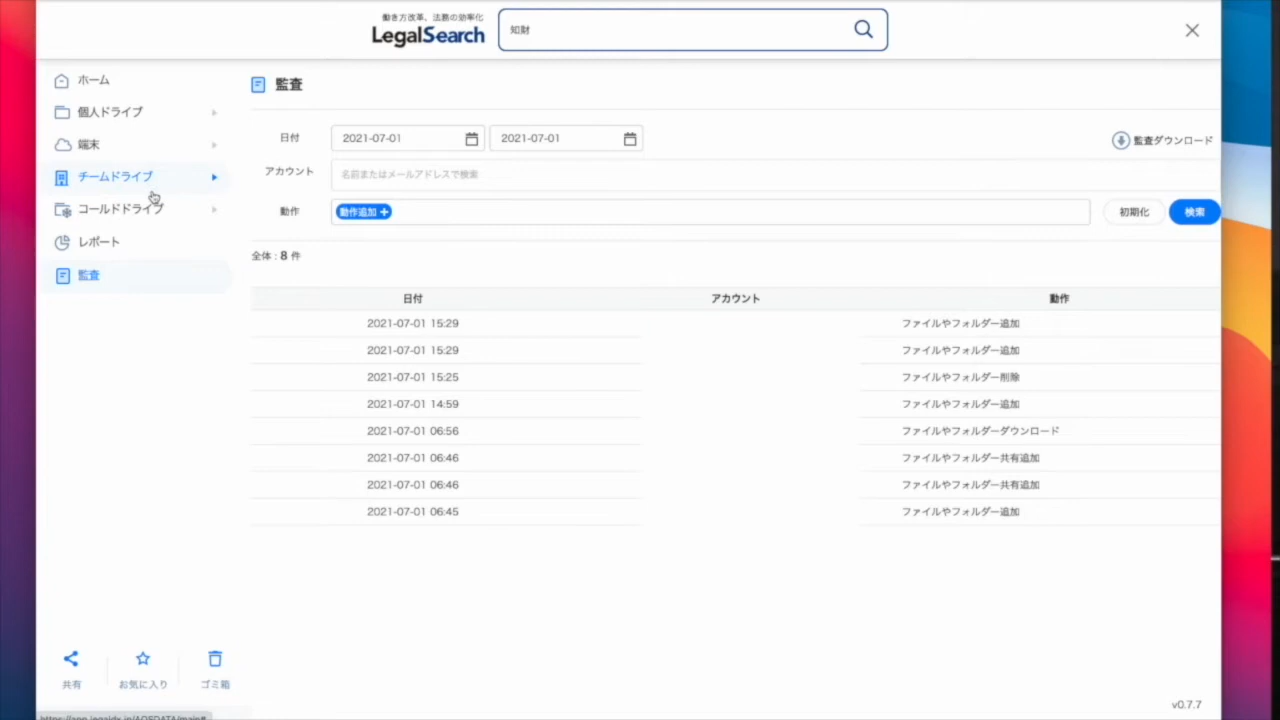 働き方改革、法務の効率化
LegalSearch
知財
ホーム
個人ドライブ
端末
チームドライブ
コールドドライブ
レポート
監査
監査
日付
2021-07-01
2021-07-01
監査ダウンロード
アカウント
名前またはメールアドレスで検索
動作
動作追加 +
初期化
検索
全体 : 8 件
日付 アカウント 動作
2021-07-01 15:29 ファイルやフォルダー追加
2021-07-01 15:29 ファイルやフォルダー追加
2021-07-01 15:25 ファイルやフォルダー削除
2021-07-01 14:59 ファイルやフォルダー追加
2021-07-01 06:56 ファイルやフォルダーダウンロード
2021-07-01 06:46 ファイルやフォルダー共有追加
2021-07-01 06:46 ファイルやフォルダー共有追加
2021-07-01 06:45 ファイルやフォルダー追加
共有
お気に入り
ゴミ箱
v0.7.7